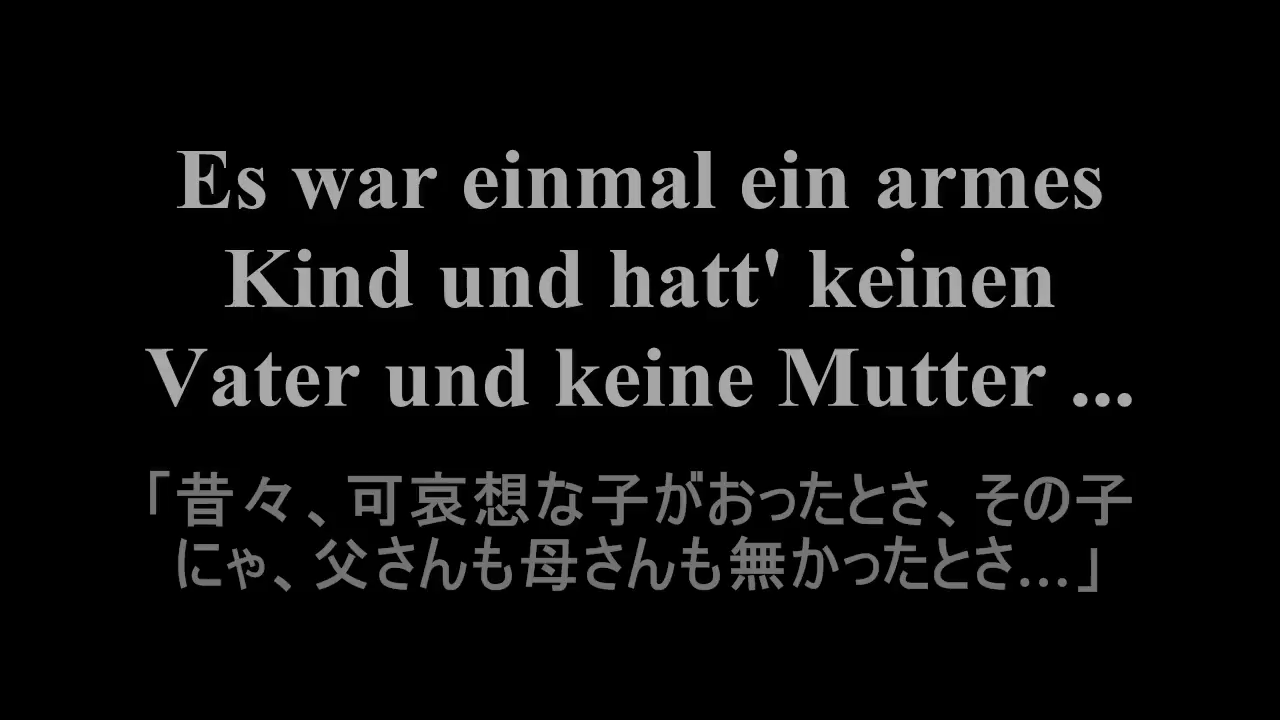 Es war einmal ein armes
Kind und hatt' keinen
Vater und keine Mutter ...
「昔々、可哀想な子がおったとさ、その子
にゃ、父さんも母さんも無かったとさ…」